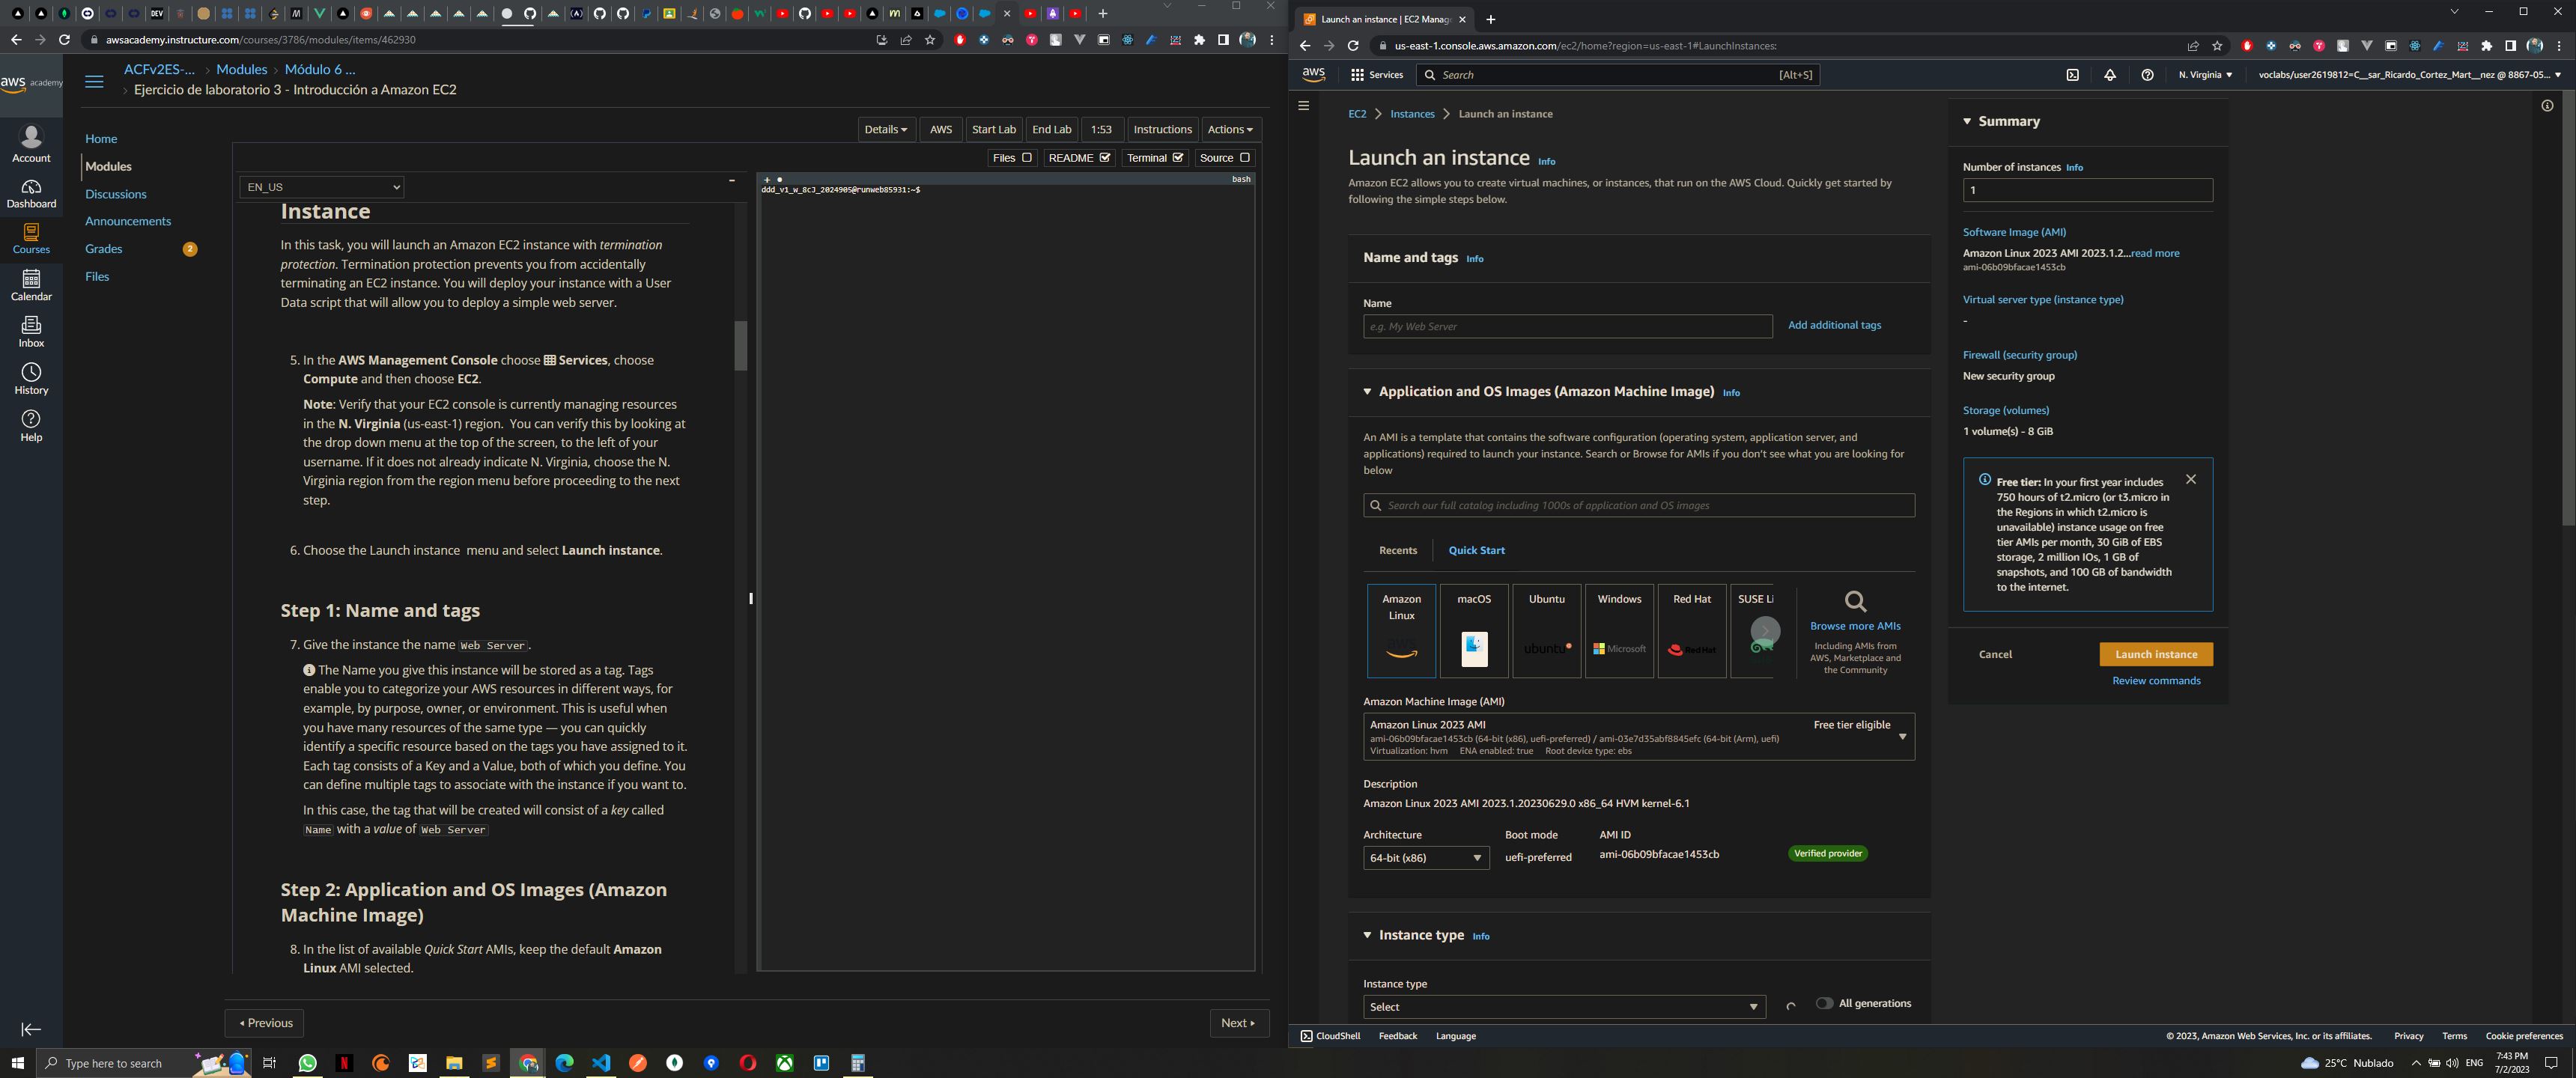 awsacademy.instructure.com/courses/3786/modules/items/462930
aws academy
ACFv2ES-... > Modules > Módulo 6 ...
> Ejercicio de laboratorio 3 - Introducción a Amazon EC2
Account
Dashboard
Courses
Calendar
Inbox
History
Help
Home
Modules
Discussions
Announcements
Grades 2
Files
Details AWS Start Lab End Lab 1:53 Instructions Actions
Files README Terminal Source
EN_US
Instance
In this task, you will launch an Amazon EC2 instance with termination
protection. Termination protection prevents you from accidentally
terminating an EC2 instance. You will deploy your instance with a User
Data script that will allow you to deploy a simple web server.
5. In the AWS Management Console choose Services, choose
Compute and then choose EC2.
Note: Verify that your EC2 console is currently managing resources
in the N. Virginia (us-east-1) region. You can verify this by looking at
the drop down menu at the top of the screen, to the left of your
username. If it does not already indicate N. Virginia, choose the N.
Virginia region from the region menu before proceeding to the next
step.
6. Choose the Launch instance menu and select Launch instance.
Step 1: Name and tags
7. Give the instance the name Web Server.
The Name you give this instance will be stored as a tag. Tags
enable you to categorize your AWS resources in different ways, for
example, by purpose, owner, or environment. This is useful when
you have many resources of the same type — you can quickly
identify a specific resource based on the tags you have assigned to it.
Each tag consists of a Key and a Value, both of which you define. You
can define multiple tags to associate with the instance if you want to.
In this case, the tag that will be created will consist of a key called
Name with a value of Web Server
Step 2: Application and OS Images (Amazon
Machine Image)
8. In the list of available Quick Start AMIs, keep the default Amazon
Linux AMI selected.
bash
ddd_v1_w_8cJ_2024905@runweb85931:~$
Previous
Next
Launch an instance | EC2 Manag
us-east-1.console.aws.amazon.com/ec2/home?region=us-east-1#LaunchInstances:
aws Services Search [Alt+S] N. Virginia voclabs/user2619812=C__sar_Ricardo_Cortez_Mart__nez @ 8867-05...
EC2 > Instances > Launch an instance
Launch an instance Info
Amazon EC2 allows you to create virtual machines, or instances, that run on the AWS Cloud. Quickly get started by
following the simple steps below.
Name and tags Info
Name
e.g. My Web Server
Add additional tags
Application and OS Images (Amazon Machine Image) Info
An AMI is a template that contains the software configuration (operating system, application server, and
applications) required to launch your instance. Search or Browse for AMIs if you don't see what you are looking for
below
Search our full catalog including 1000s of application and OS images
Recents Quick Start
Amazon
Linux
macOS
Ubuntu
ubuntu
Windows
Microsoft
Red Hat
Red Hat
SUSE Li
Browse more AMIs
Including AMIs from
AWS, Marketplace and
the Community
Amazon Machine Image (AMI)
Amazon Linux 2023 AMI Free tier eligible
ami-06b09bfacae1453cb (64-bit (x86), uefi-preferred) / ami-03e7d35abf8845efc (64-bit (Arm), uefi)
Virtualization: hvm ENA enabled: true Root device type: ebs
Description
Amazon Linux 2023 AMI 2023.1.20230629.0 x86_64 HVM kernel-6.1
Architecture Boot mode AMI ID
64-bit (x86) uefi-preferred ami-06b09bfacae1453cb Verified provider
Instance type Info
Instance type
Select
All generations
Summary
Number of instances Info
1
Software Image (AMI)
Amazon Linux 2023 AMI 2023.1.2...read more
ami-06b09bfacae1453cb
Virtual server type (instance type)
-
Firewall (security group)
New security group
Storage (volumes)
1 volume(s) - 8 GiB
Free tier: In your first year includes
750 hours of t2.micro (or t3.micro in
the Regions in which t2.micro is
unavailable) instance usage on free
tier AMIs per month, 30 GiB of EBS
storage, 2 million IOs, 1 GB of
snapshots, and 100 GB of bandwidth
to the internet.
Cancel
Launch instance
Review commands
CloudShell Feedback Language © 2023, Amazon Web Services, Inc. or its affiliates. Privacy Terms Cookie preferences
Type here to search
25°C Nublado ENG
7:43 PM
7/2/2023